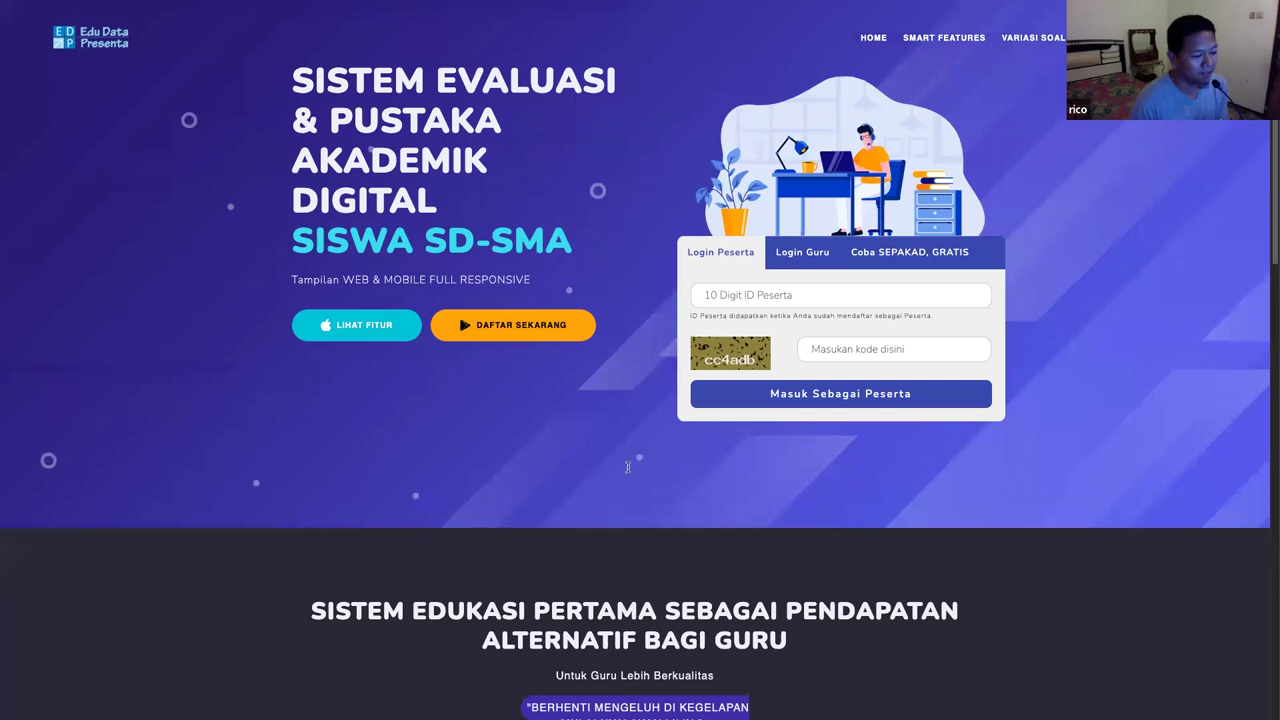 E D Edu Data
P Presenta
HOME SMART FEATURES VARIASI SOAL
rico
SISTEM EVALUASI
& PUSTAKA
AKADEMIK
DIGITAL
SISWA SD-SMA
Tampilan WEB & MOBILE FULL RESPONSIVE
LIHAT FITUR DAFTAR SEKARANG
Login Peserta Login Guru Coba SEPAKAD, GRATIS
10 Digit ID Peserta
ID Peserta didapatkan ketika Anda sudah mendaftar sebagai Peserta.
cc4adb Masukan kode disini
Masuk Sebagai Peserta
SISTEM EDUKASI PERTAMA SEBAGAI PENDAPATAN
ALTERNATIF BAGI GURU
Untuk Guru Lebih Berkualitas
"BERHENTI MENGELUH DI KEGELAPAN